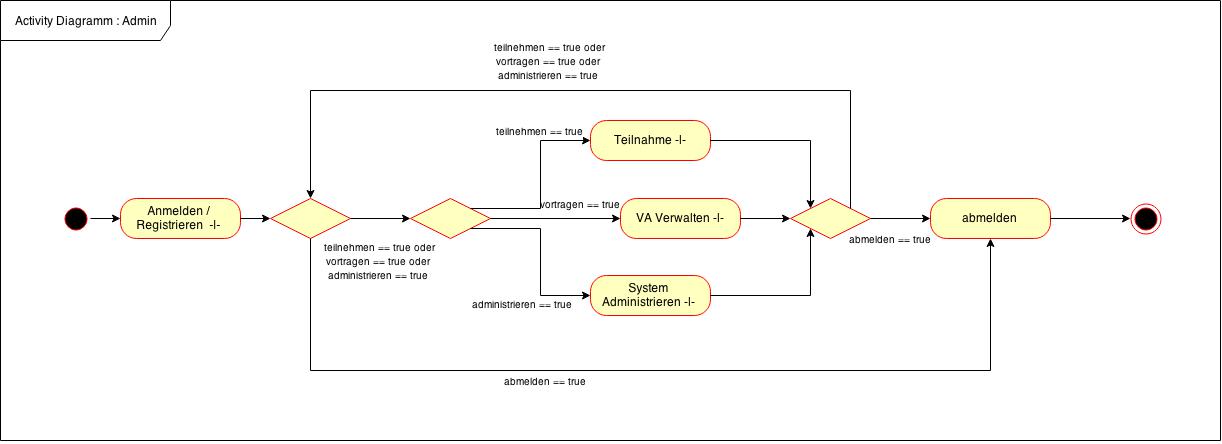 Activity Diagramm : Admin
teilnehmen == true oder
vortragen == true oder
administrieren == true
teilnehmen == true
Teilnahme -I-
Anmelden /
Registrieren -I-
vortragen == true
VA Verwalten -I-
abmelden
abmelden == true
teilnehmen == true oder
vortragen == true oder
administrieren == true
administrieren == true
System
Administrieren -I-
abmelden == true